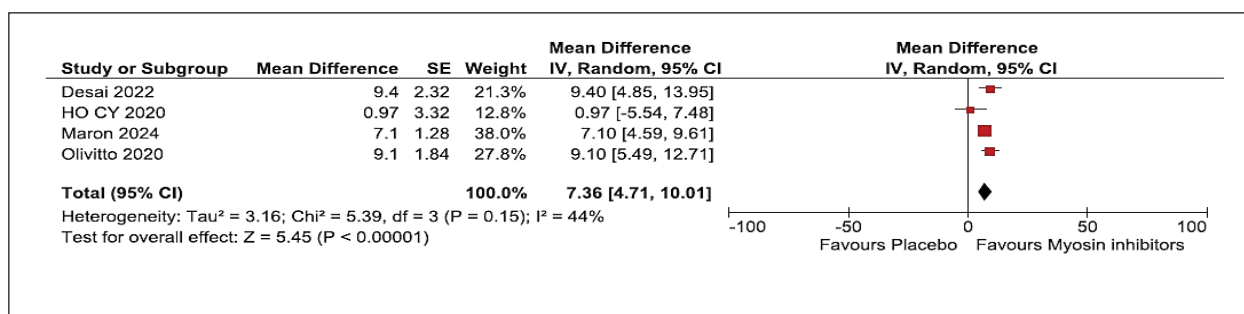 Mean Difference Mean Difference
Study or Subgroup Mean Difference SE Weight IV, Random, 95% CI IV, Random, 95% CI
Desai 2022 9.4 2.32 21.3% 9.40 [4.85, 13.95]
HO CY 2020 0.97 3.32 12.8% 0.97 [-5.54, 7.48]
Maron 2024 7.1 1.28 38.0% 7.10 [4.59, 9.61]
Olivitto 2020 9.1 1.84 27.8% 9.10 [5.49, 12.71]
Total (95% CI) 100.0% 7.36 [4.71, 10.01]
Heterogeneity: Tau² = 3.16; Chi² = 5.39, df = 3 (P = 0.15); I² = 44%
Test for overall effect: Z = 5.45 (P < 0.00001)
-100 -50 0 50 100
Favours Placebo Favours Myosin inhibitors